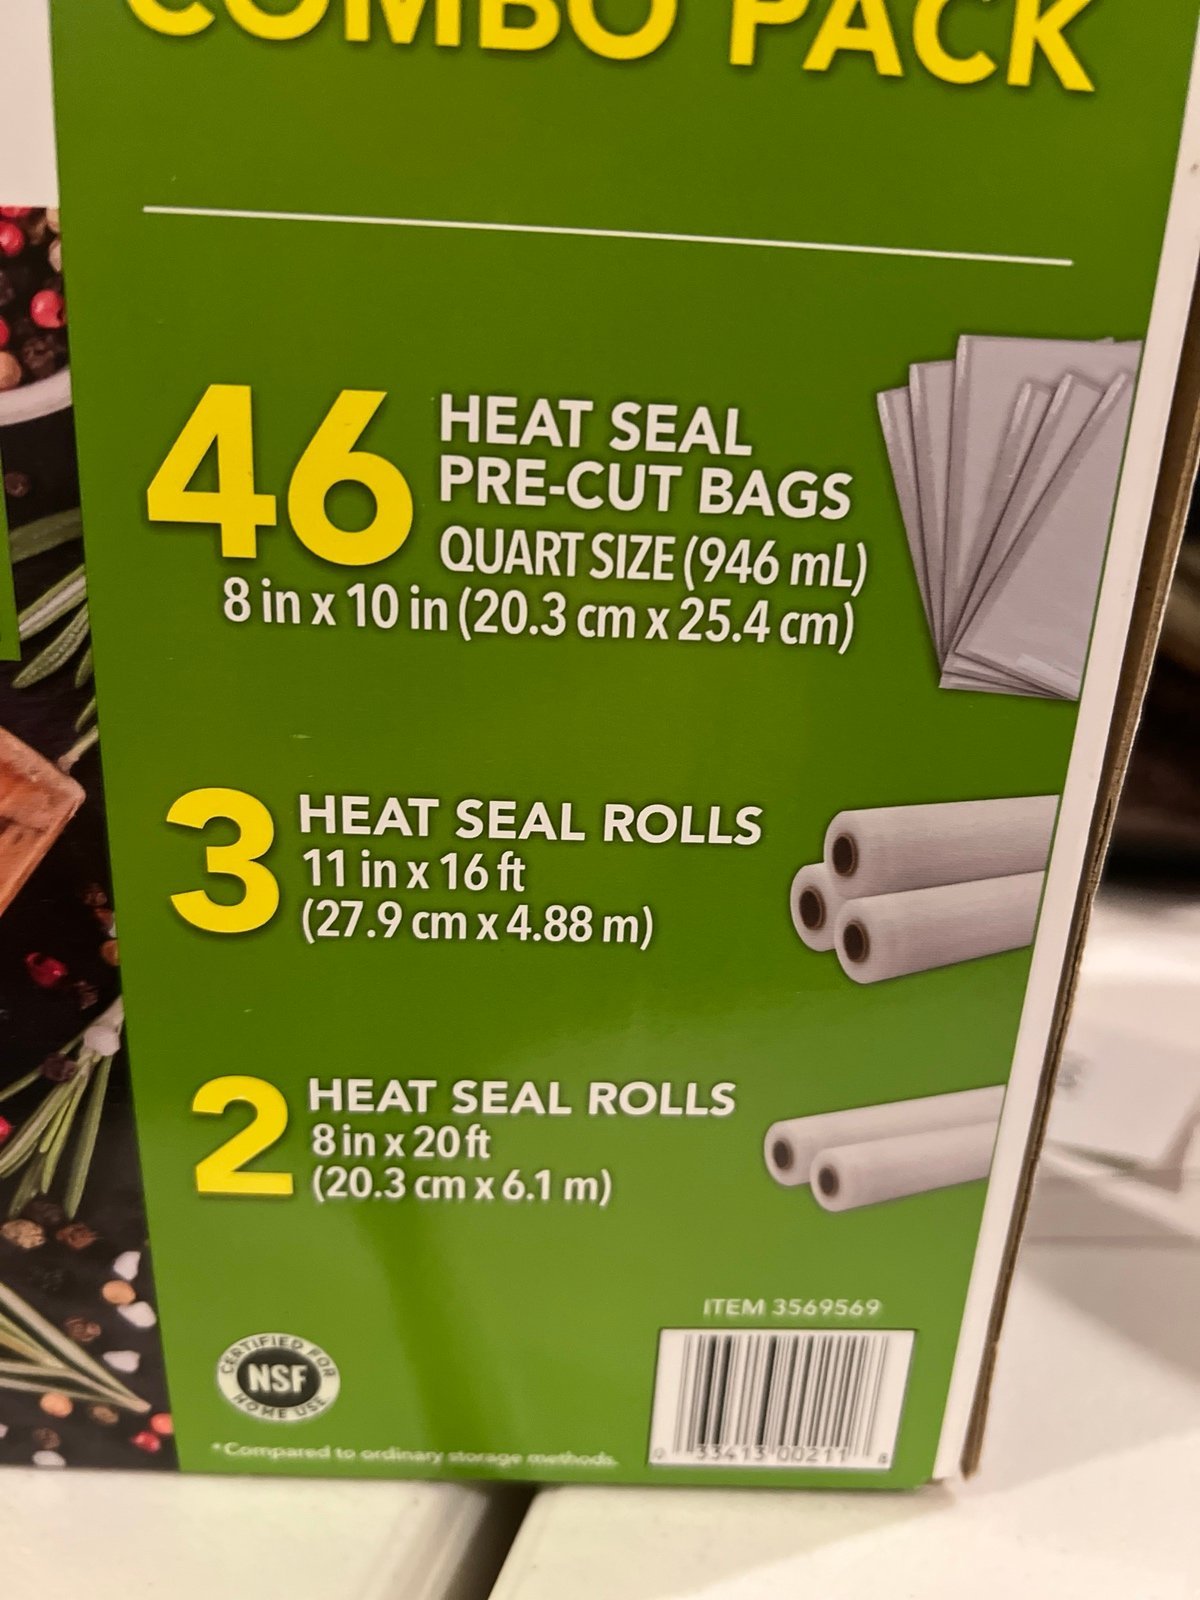 COMBO PACK
46 HEAT SEAL
PRE-CUT BAGS
QUART SIZE (946 mL)
8 in x 10 in (20.3 cm x 25.4 cm)
3 HEAT SEAL ROLLS
11 in x 16 ft
(27.9 cm x 4.88 m)
2 HEAT SEAL ROLLS
8 in x 20 ft
(20.3 cm x 6.1 m)
ITEM 3569569
CERTIFIED FOR
NSF
HOME USE
*Compared to ordinary storage methods.